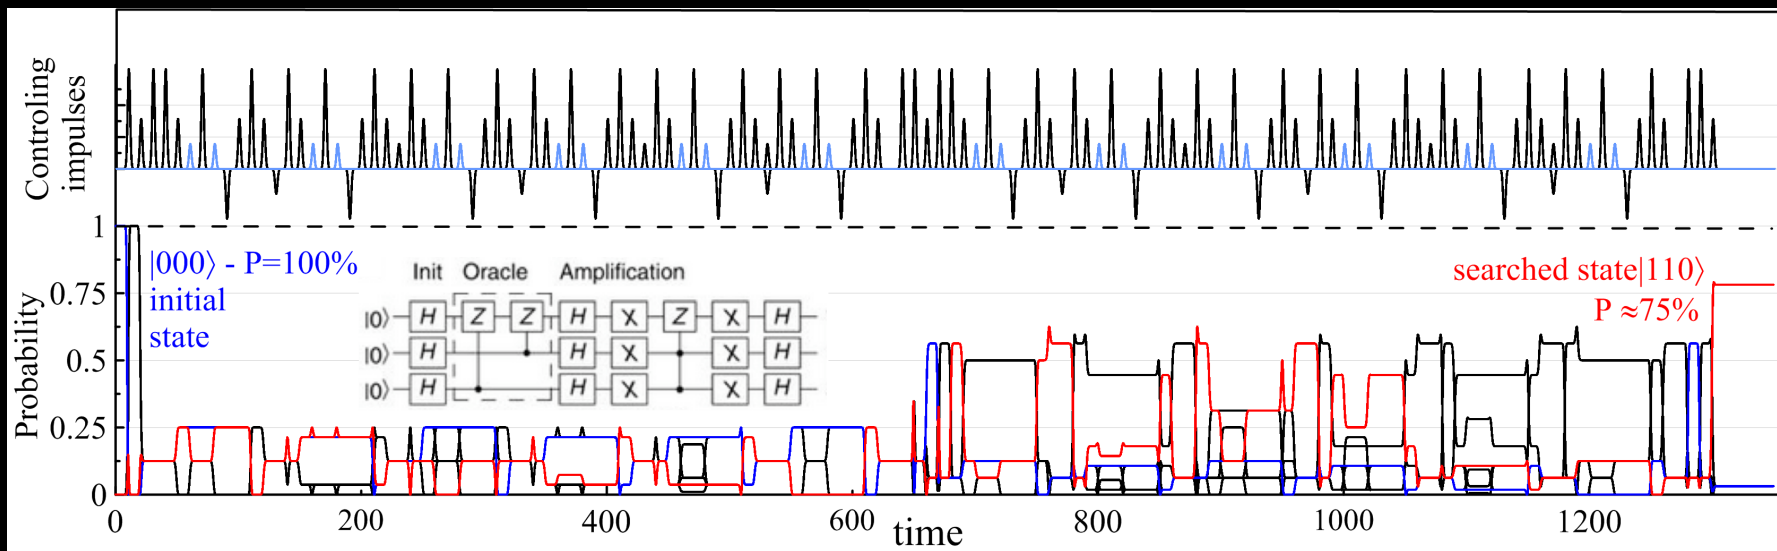 Controling
impulses
Probability
1
0.75
0.5
0.25
0
|000⟩ - P=100%
initial
state
Init Oracle Amplification
|0⟩ H Z Z H X Z X H
|0⟩ H H X X H
|0⟩ H H X X H
searched state|110⟩
P ≈75%
0 200 400 600 800 1000 1200
time